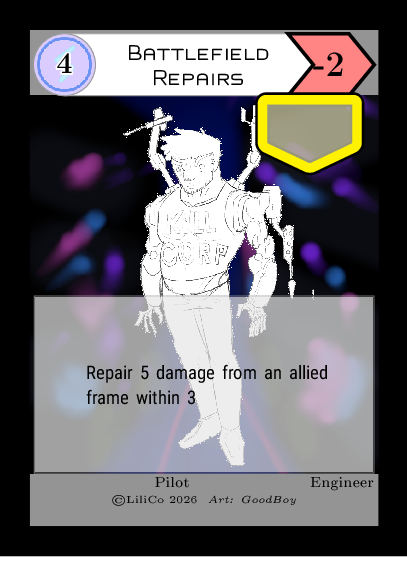 4
Battlefield
Repairs
-2
KILL
CORP
Repair 5 damage from an allied
frame within 3
Pilot
Engineer
©LiliCo 2026 Art: GoodBoy